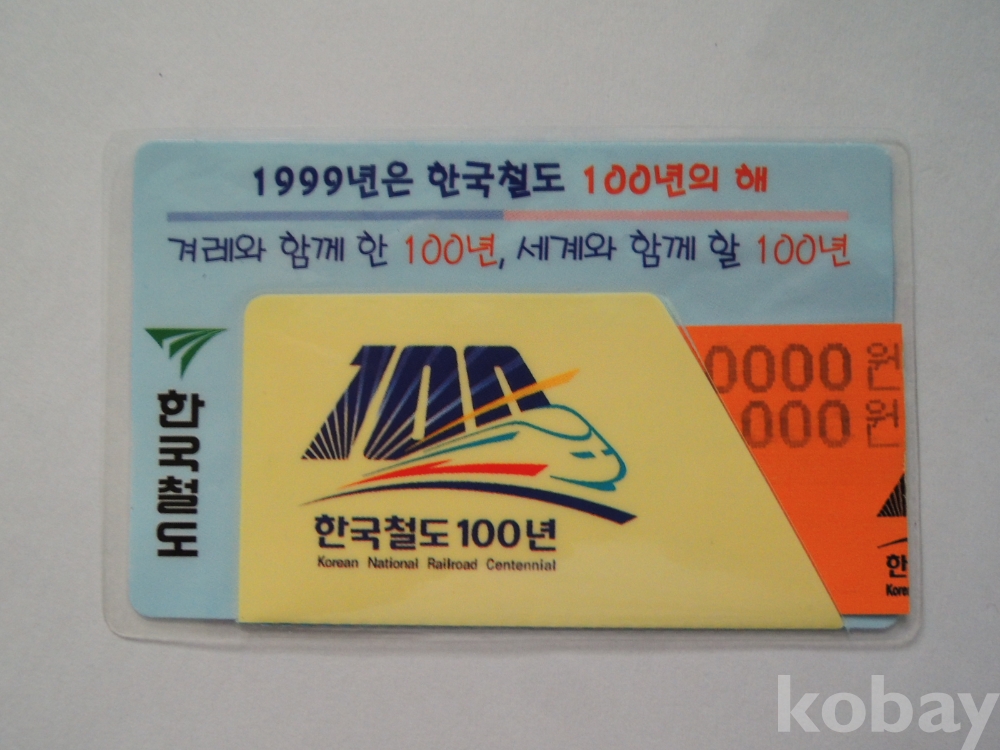 1999년은 한국철도 100년의 해
겨레와 함께 한 100년, 세계와 함께 할 100년
한국철도
100
한국철도 100년
Korean National Railroad Centennial
0000원
000원
한
Kore
kobay